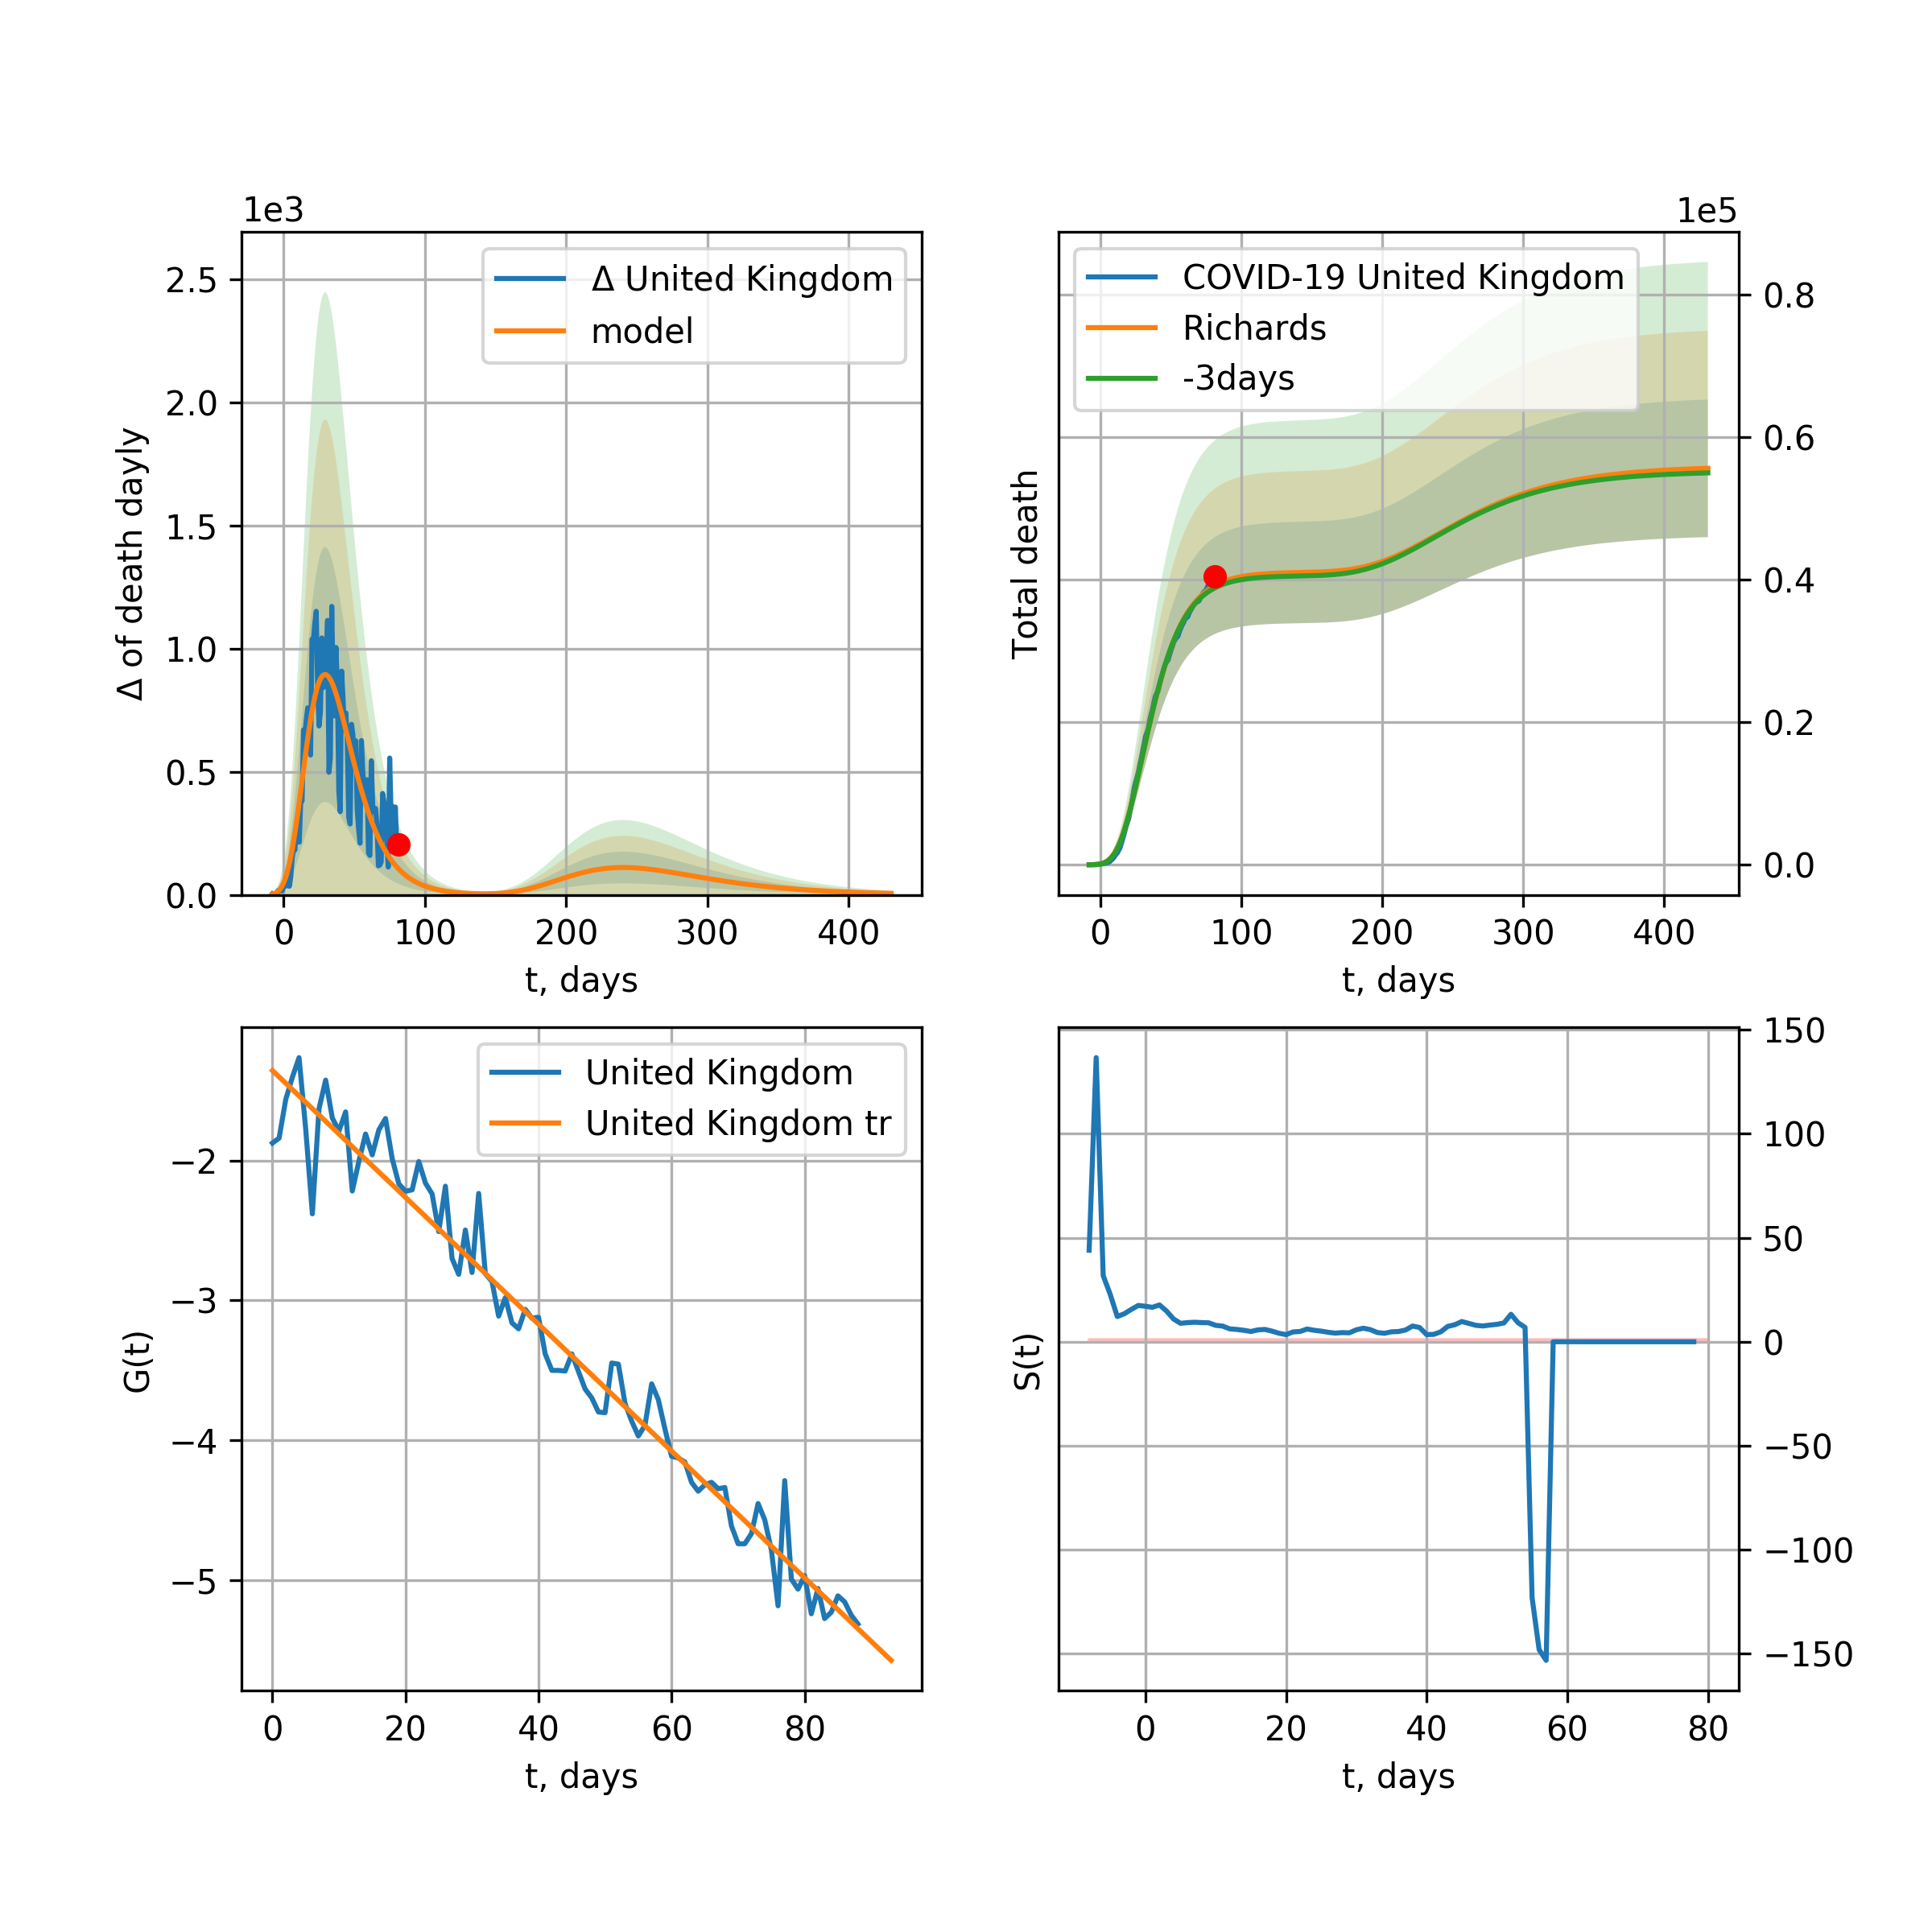 1e3
2.5
2.0
1.5
1.0
0.5
0.0
Δ of death dayly
Δ United Kingdom
model
0 100 200 300 400
t, days
1e5
COVID-19 United Kingdom
Richards
-3days
Total death
0.8
0.6
0.4
0.2
0.0
0 100 200 300 400
t, days
United Kingdom
United Kingdom tr
G(t)
−2
−3
−4
−5
0 20 40 60 80
t, days
S(t)
150
100
50
0
−50
−100
−150
0 20 40 60 80
t, days